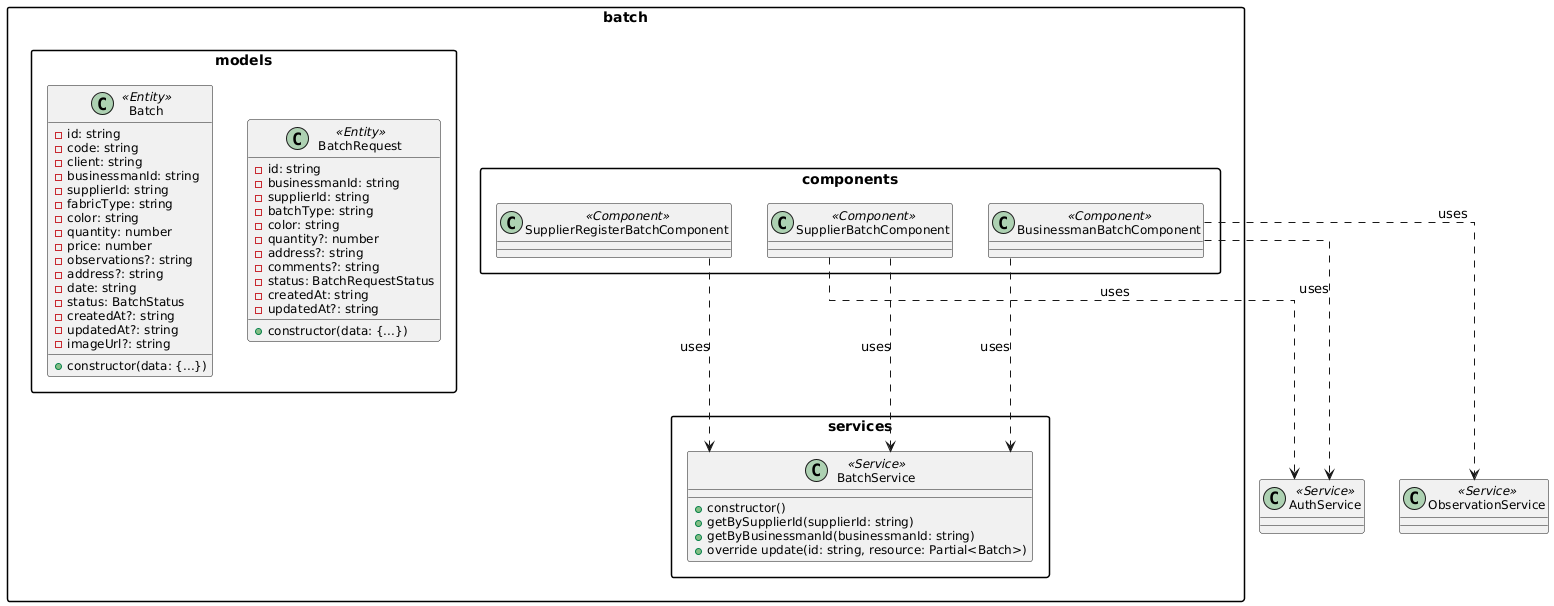 batch
models
C
«Entity»
Batch
id: string
code: string
client: string
businessmanId: string
supplierId: string
fabricType: string
color: string
quantity: number
price: number
observations?: string
address?: string
date: string
status: BatchStatus
createdAt?: string
updatedAt?: string
imageUrl?: string
constructor(data: {...})
C
«Entity»
BatchRequest
id: string
businessmanId: string
supplierId: string
batchType: string
color: string
quantity?: number
address?: string
comments?: string
status: BatchRequestStatus
createdAt: string
updatedAt?: string
constructor(data: {...})
components
C
«Component»
SupplierRegisterBatchComponent
C
«Component»
SupplierBatchComponent
C
«Component»
BusinessmanBatchComponent
uses
uses
uses
uses
uses
uses
services
C
«Service»
BatchService
constructor()
getBySupplierId(supplierId: string)
getByBusinessmanId(businessmanId: string)
override update(id: string, resource: Partial<Batch>)
C
«Service»
AuthService
C
«Service»
ObservationService